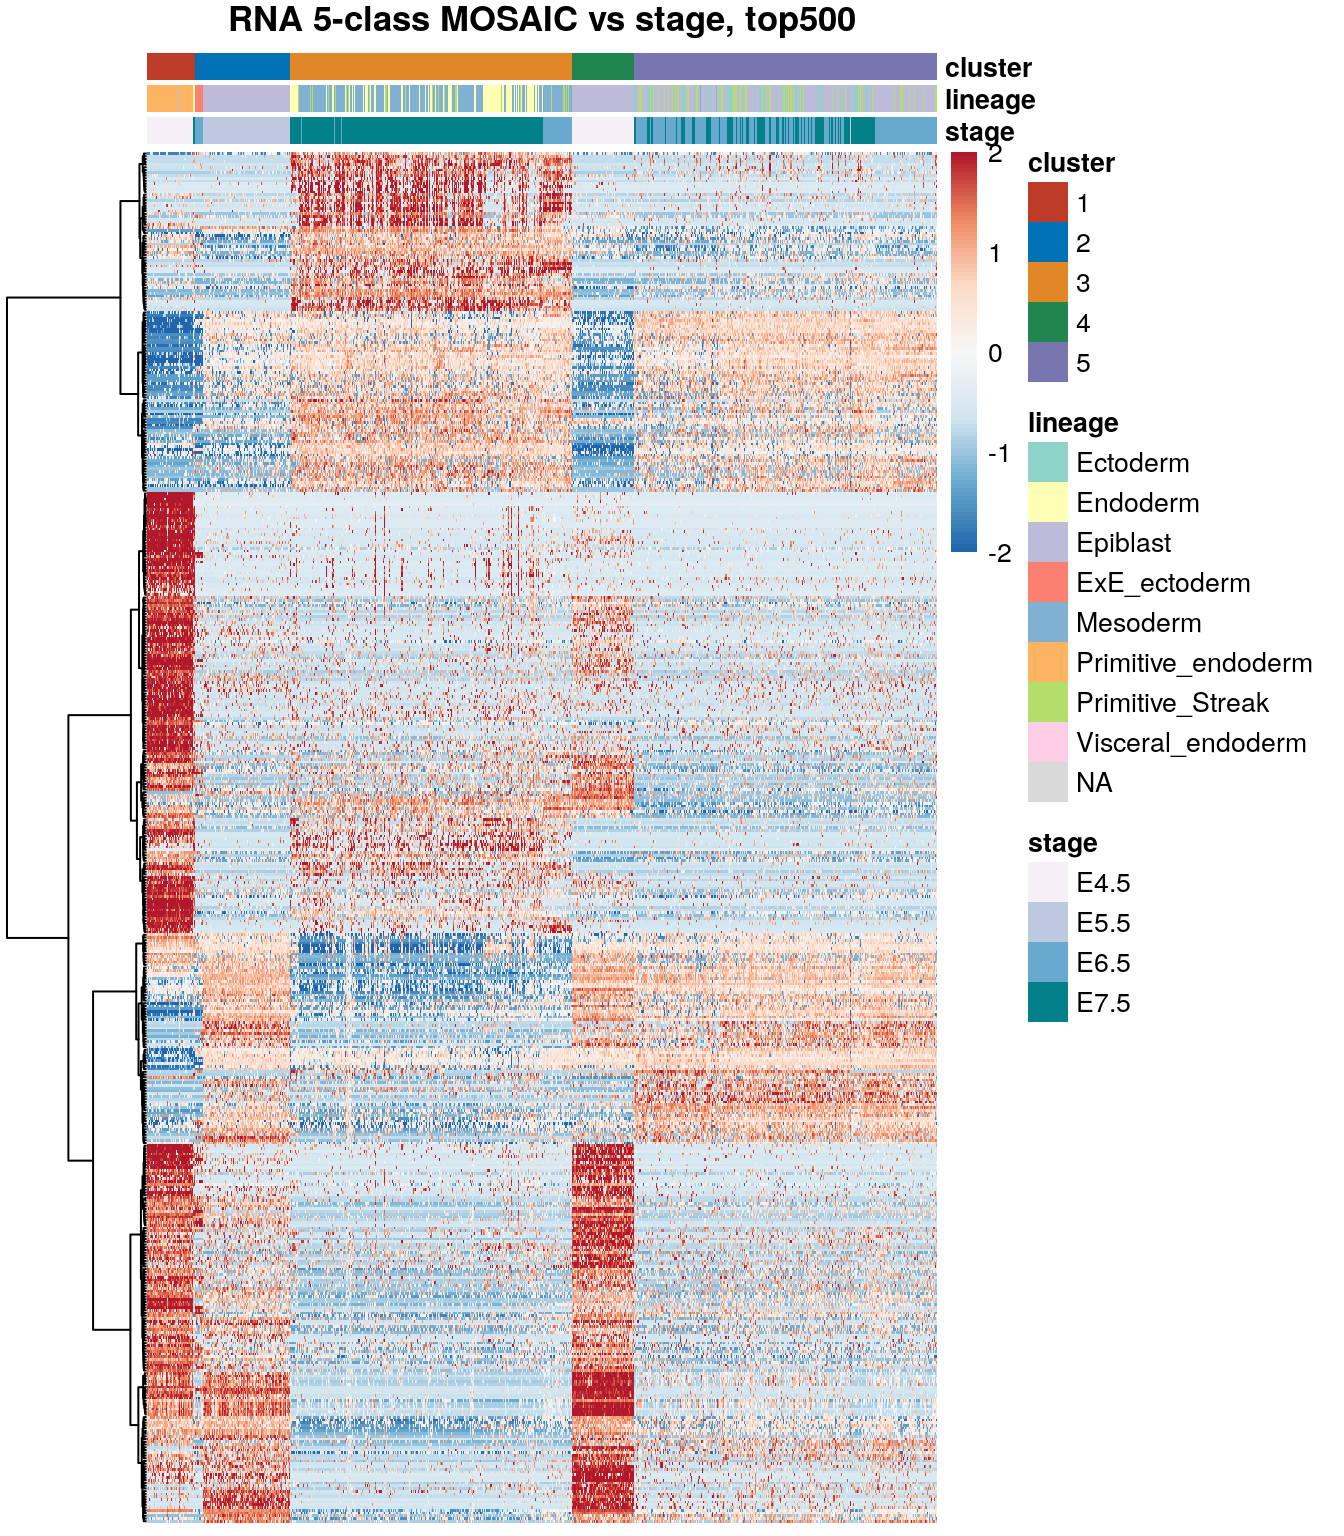 RNA 5-class MOSAIC vs stage, top500
cluster
lineage
stage
2
1
0
-1
-2
cluster
1
2
3
4
5
lineage
Ectoderm
Endoderm
Epiblast
ExE_ectoderm
Mesoderm
Primitive_endoderm
Primitive_Streak
Visceral_endoderm
NA
stage
E4.5
E5.5
E6.5
E7.5